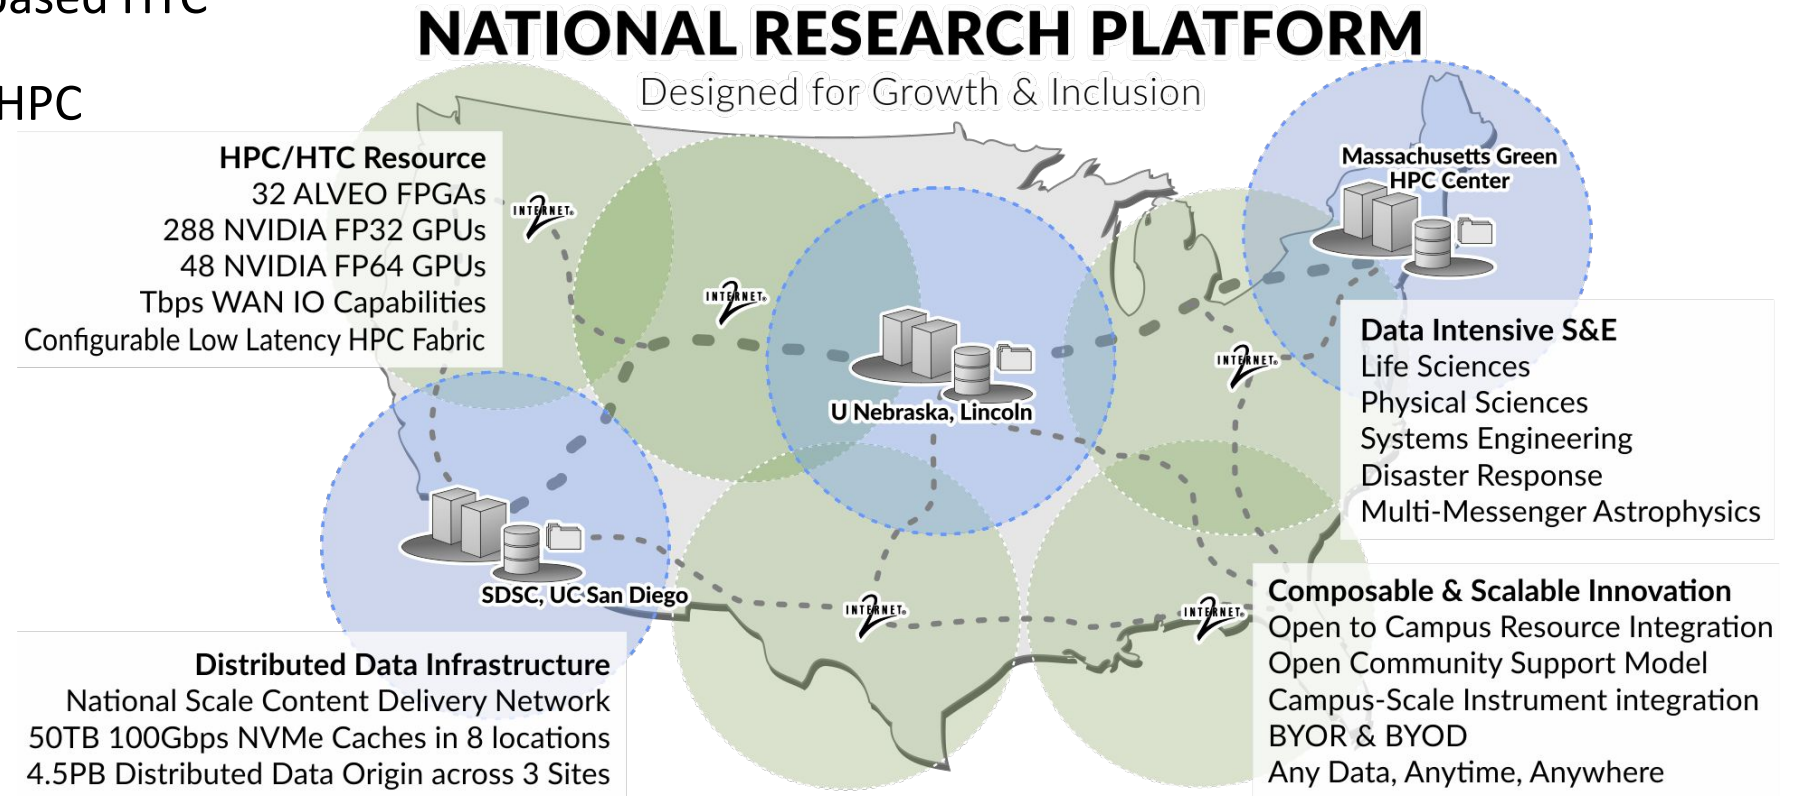 based HTC
HPC
NATIONAL RESEARCH PLATFORM
Designed for Growth & Inclusion
HPC/HTC Resource
32 ALVEO FPGAs
288 NVIDIA FP32 GPUs
48 NVIDIA FP64 GPUs
Tbps WAN IO Capabilities
Configurable Low Latency HPC Fabric
INTERNET2
INTERNET2
U Nebraska, Lincoln
Massachusetts Green
HPC Center
INTERNET2
Data Intensive S&E
Life Sciences
Physical Sciences
Systems Engineering
Disaster Response
Multi-Messenger Astrophysics
SDSC, UC San Diego
INTERNET2
INTERNET2
Distributed Data Infrastructure
National Scale Content Delivery Network
50TB 100Gbps NVMe Caches in 8 locations
4.5PB Distributed Data Origin across 3 Sites
Composable & Scalable Innovation
Open to Campus Resource Integration
Open Community Support Model
Campus-Scale Instrument integration
BYOR & BYOD
Any Data, Anytime, Anywhere